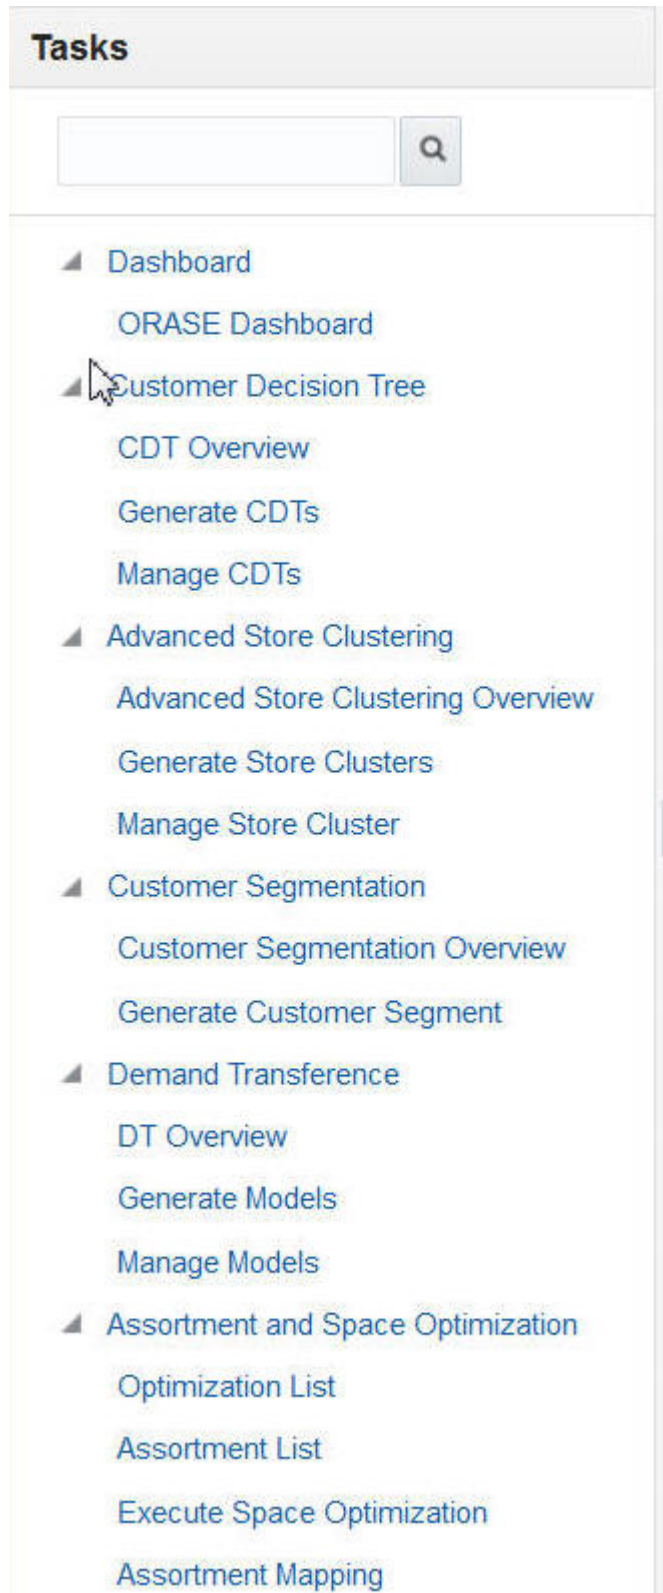 Tasks
Dashboard
ORASE Dashboard
Customer Decision Tree
CDT Overview
Generate CDTs
Manage CDTs
Advanced Store Clustering
Advanced Store Clustering Overview
Generate Store Clusters
Manage Store Cluster
Customer Segmentation
Customer Segmentation Overview
Generate Customer Segment
Demand Transference
DT Overview
Generate Models
Manage Models
Assortment and Space Optimization
Optimization List
Assortment List
Execute Space Optimization
Assortment Mapping